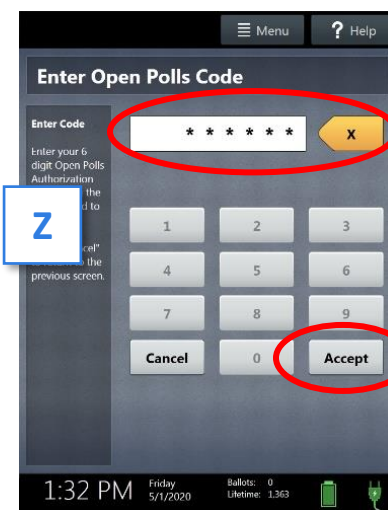 Menu ? Help
Enter Open Polls Code
Enter Code
Enter your 6
digit Open Polls
Authorization
the
to
"
the
previous screen.
* * * * * * X
Z
1 2 3
4 5 6
7 8 9
Cancel 0 Accept
1:32 PM Friday
5/1/2020
Ballots: 0
Lifetime: 1,363